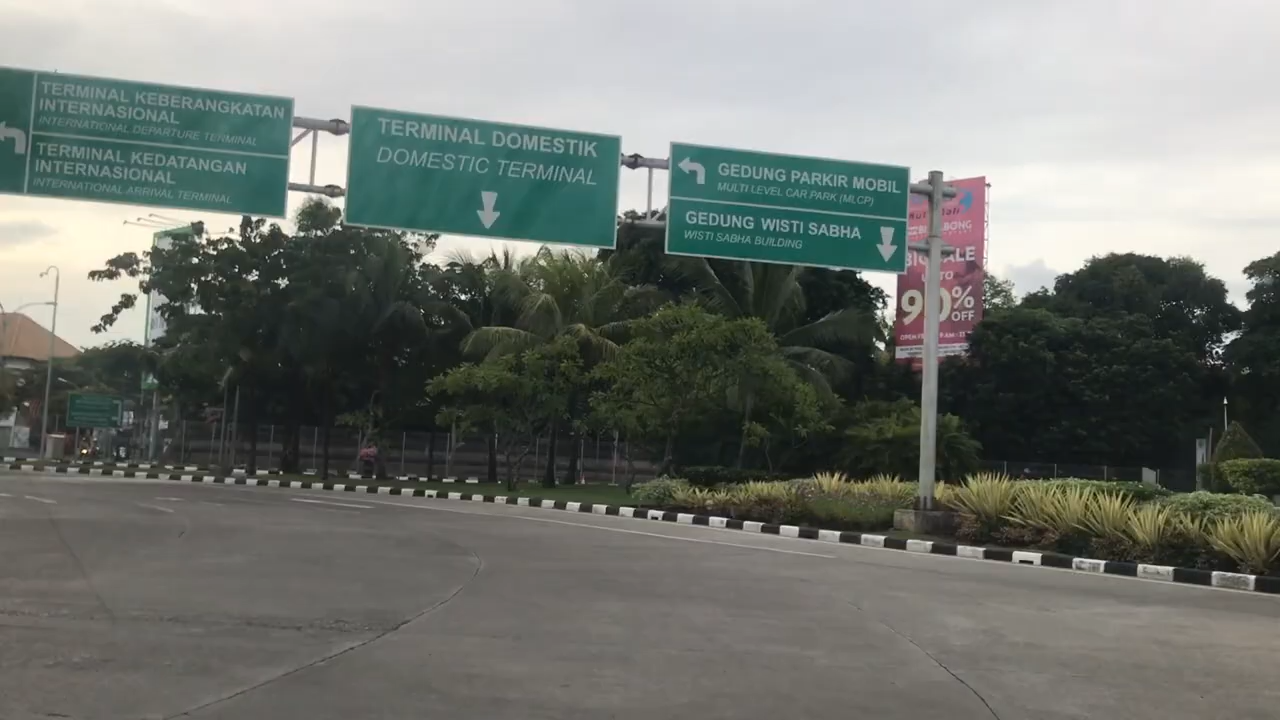 TERMINAL KEBERANGKATAN
INTERNASIONAL
INTERNATIONAL DEPARTURE TERMINAL
TERMINAL KEDATANGAN
INTERNASIONAL
INTERNATIONAL ARRIVAL TERMINAL
TERMINAL DOMESTIK
DOMESTIC TERMINAL
GEDUNG PARKIR MOBIL
MULTI LEVEL CAR PARK (MLCP)
GEDUNG WISTI SABHA
WISTI SABHA BUILDING
90%
OFF